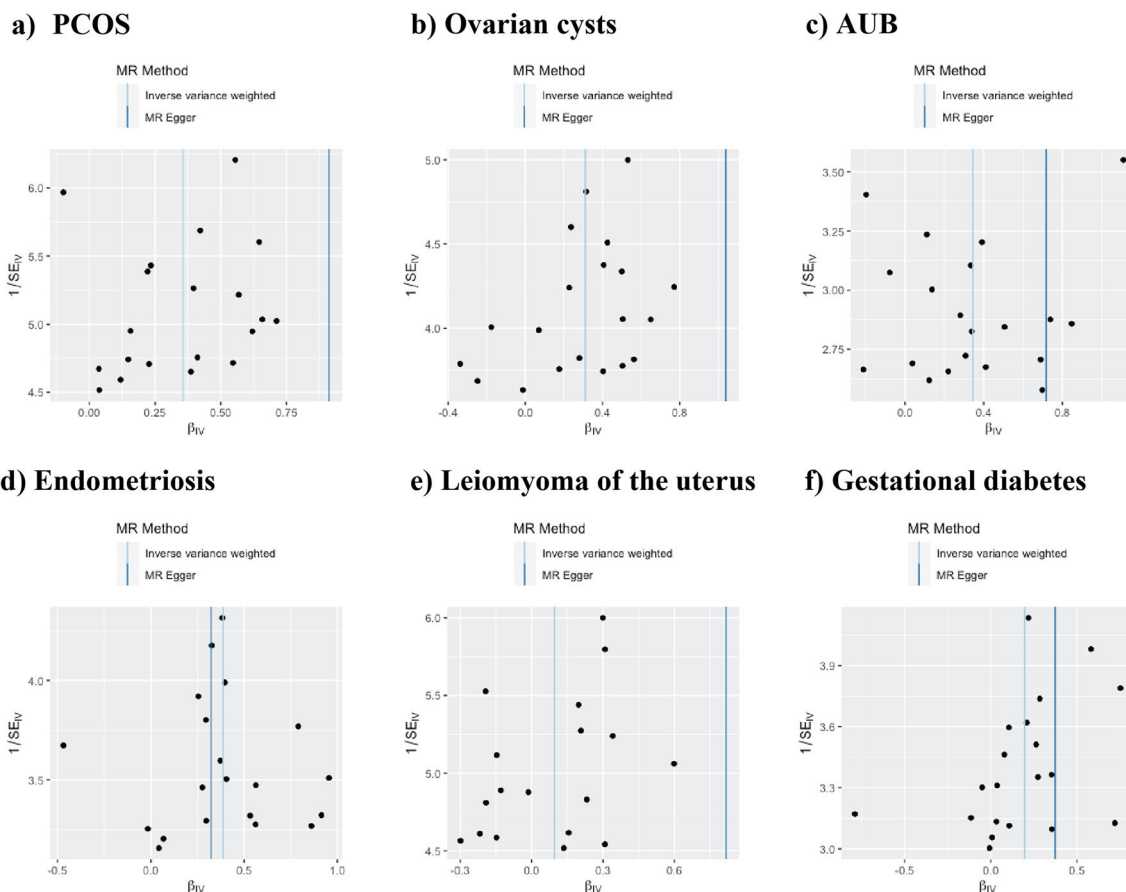 a) PCOS
MR Method
Inverse variance weighted
MR Egger
6.0
5.5
5.0
4.5
1/SE_IV
0.00 0.25 0.50 0.75
β_IV
b) Ovarian cysts
MR Method
Inverse variance weighted
MR Egger
5.0
4.5
4.0
1/SE_IV
-0.4 0.0 0.4 0.8
β_IV
c) AUB
MR Method
Inverse variance weighted
MR Egger
3.50
3.25
3.00
2.75
1/SE_IV
0.0 0.4 0.8
β_IV
d) Endometriosis
MR Method
Inverse variance weighted
MR Egger
4.0
3.5
1/SE_IV
-0.5 0.0 0.5 1.0
β_IV
e) Leiomyoma of the uterus
MR Method
Inverse variance weighted
MR Egger
6.0
5.5
5.0
4.5
1/SE_IV
-0.3 0.0 0.3 0.6
β_IV
f) Gestational diabetes
MR Method
Inverse variance weighted
MR Egger
3.9
3.6
3.3
3.0
1/SE_IV
-0.5 0.0 0.5
β_IV